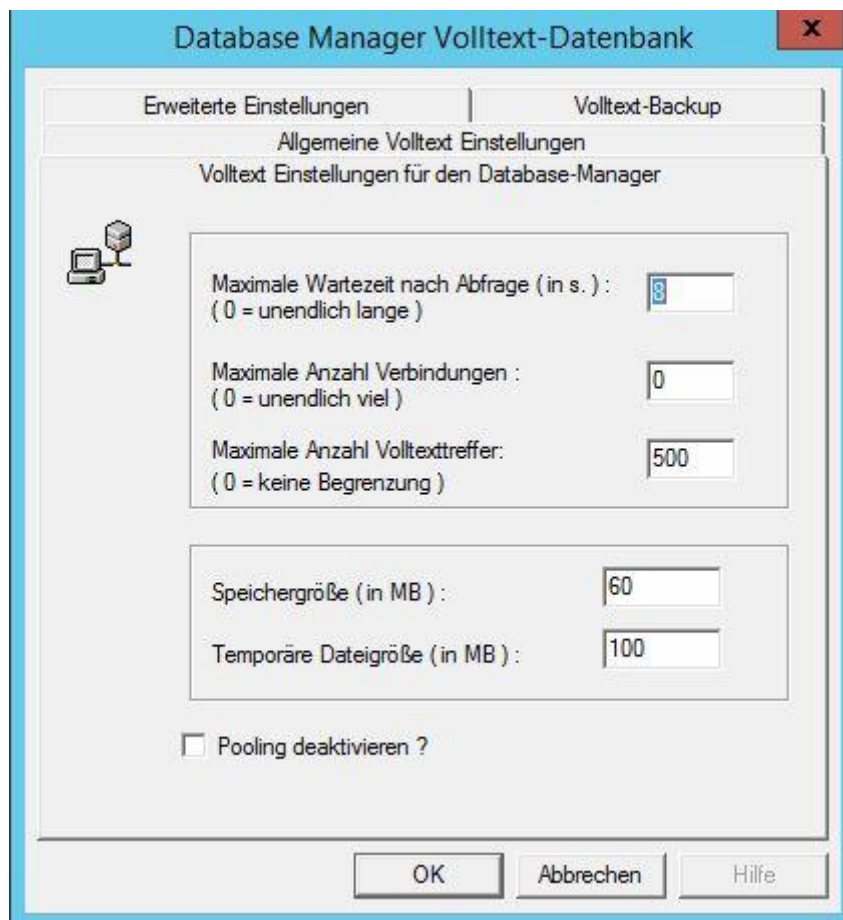 Database Manager Volltext-Datenbank
x
Erweiterte Einstellungen
Volltext-Backup
Allgemeine Volltext Einstellungen
Volltext Einstellungen für den Database-Manager
Maximale Wartezeit nach Abfrage ( in s. ) :
8
( 0 = unendlich lange )
Maximale Anzahl Verbindungen :
0
( 0 = unendlich viel )
Maximale Anzahl Volltexttreffer:
500
( 0 = keine Begrenzung )
Speichergröße ( in MB ) :
60
Temporäre Dateigröße ( in MB ) :
100
Pooling deaktivieren ?
OK
Abbrechen
Hilfe